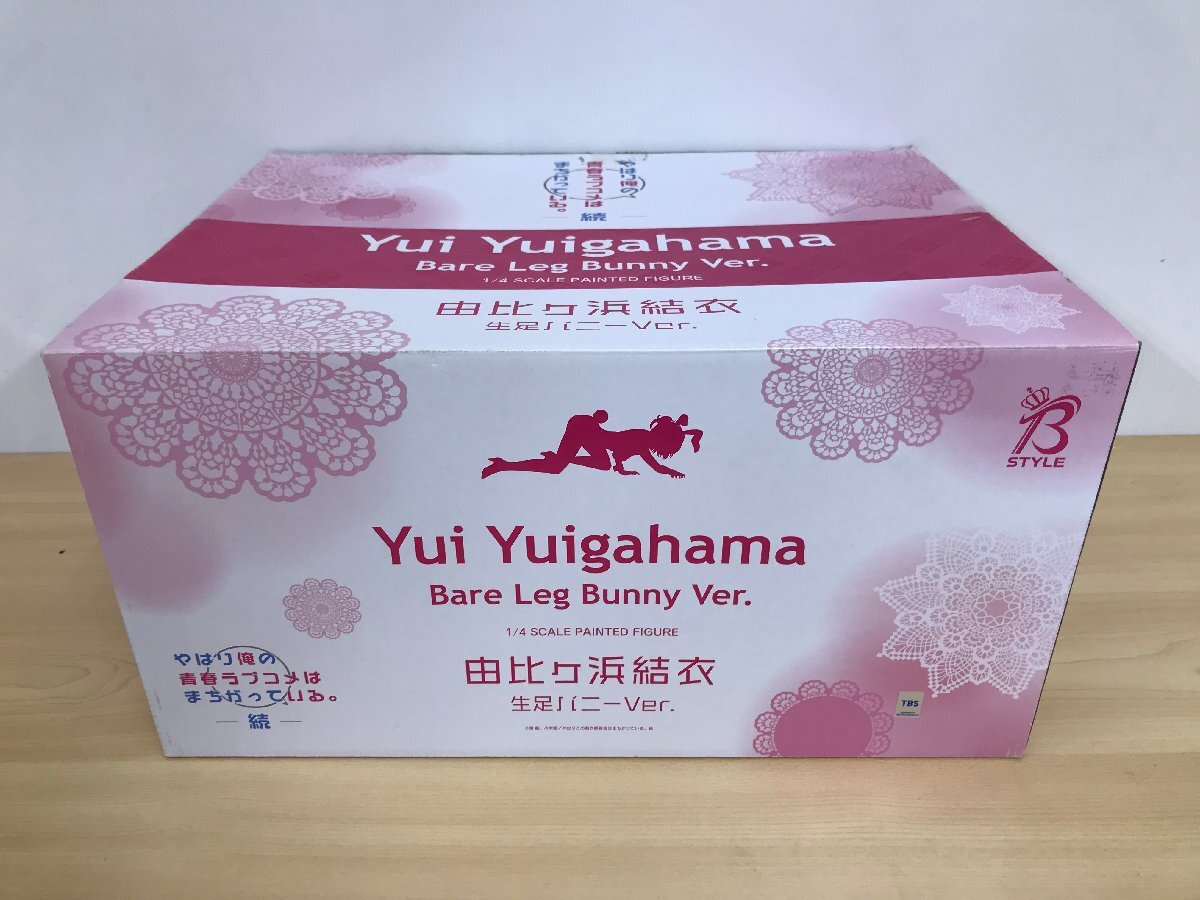 やはり俺の
青春ラブコメは
まちがっている。
続
Yui Yuigahama
Bare Leg Bunny Ver.
1/4 SCALE PAINTED FIGURE
由比ヶ浜結衣
生足バニーVer.
B
STYLE
Yui Yuigahama
Bare Leg Bunny Ver.
1/4 SCALE PAINTED FIGURE
由比ヶ浜結衣
生足バニーVer.
やはり俺の
青春ラブコメは
まちがっている。
続
TBS